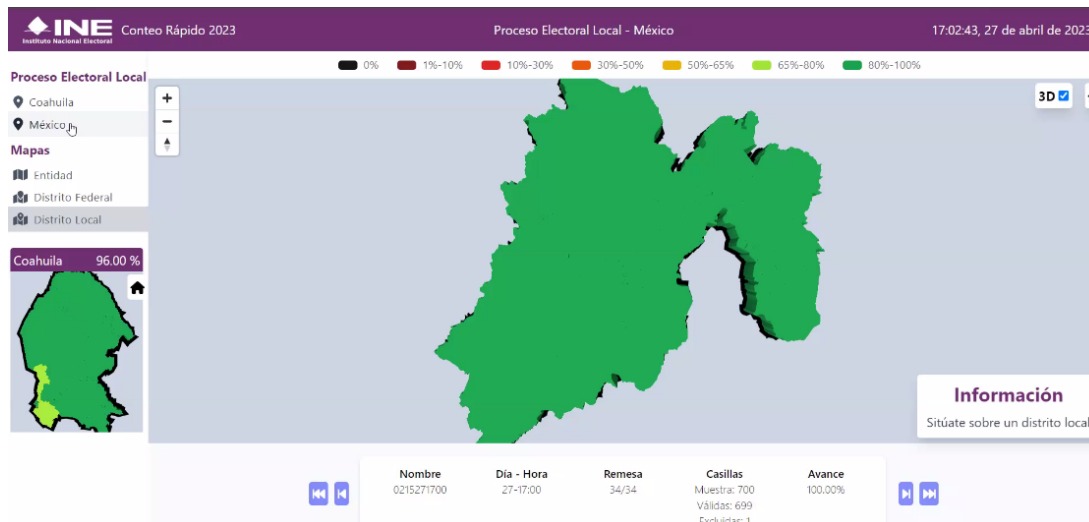 INE
Instituto Nacional Electoral
Conteo Rápido 2023
Proceso Electoral Local - México
17:02:43, 27 de abril de 2023
0% 1%-10% 10%-30% 30%-50% 50%-65% 65%-80% 80%-100%
Proceso Electoral Local
Coahuila
México
Mapas
Entidad
Distrito Federal
Distrito Local
Coahuila 96.00 %
+
−
3D
Información
Sitúate sobre un distrito local
Nombre Día - Hora Remesa Casillas Avance
0215271700 27-17:00 34/34 Muestra: 700 100.00%
Válidas: 699
Excluidas: 1